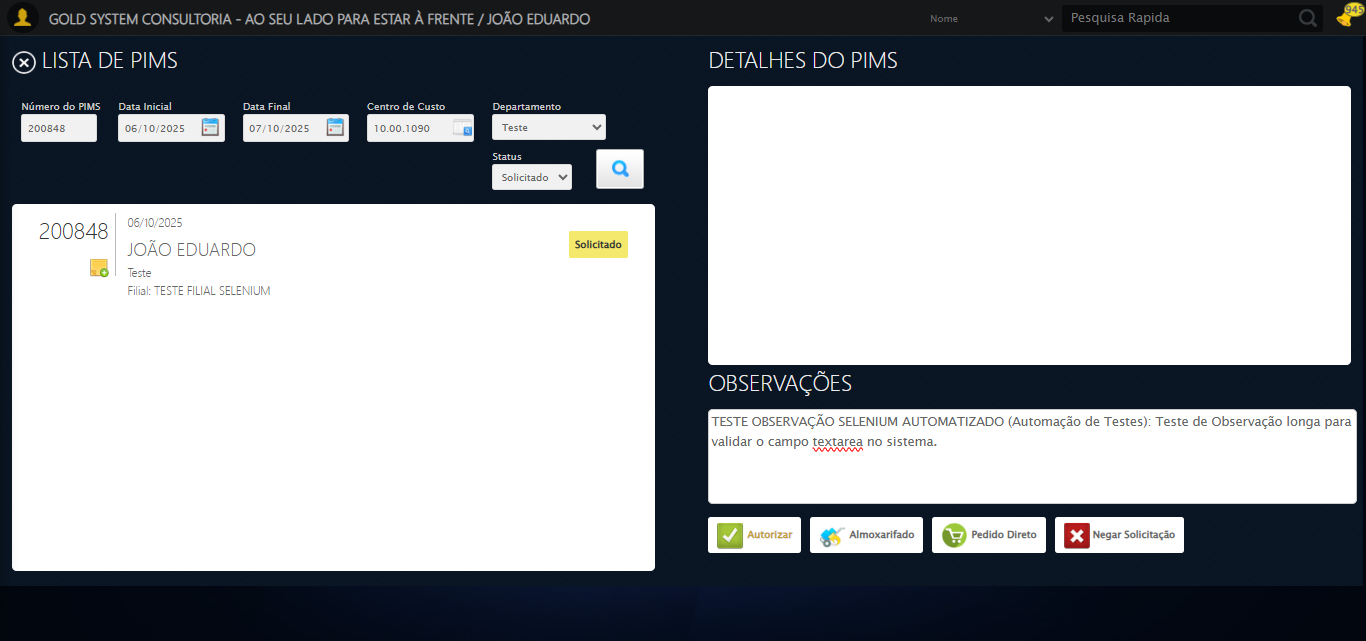 GOLD SYSTEM CONSULTORIA - AO SEU LADO PARA ESTAR À FRENTE / JOÃO EDUARDO
Nome
Pesquisa Rapida
945
LISTA DE PIMS
Número do PIMS
Data Inicial
Data Final
Centro de Custo
Departamento
200848
06/10/2025
07/10/2025
10.00.1090
Teste
Status
Solicitado
200848
06/10/2025
JOÃO EDUARDO
Teste
Filial: TESTE FILIAL SELENIUM
Solicitado
DETALHES DO PIMS
OBSERVAÇÕES
TESTE OBSERVAÇÃO SELENIUM AUTOMATIZADO (Automação de Testes): Teste de Observação longa para
validar o campo textarea no sistema.
Autorizar
Almoxarifado
Pedido Direto
Negar Solicitação